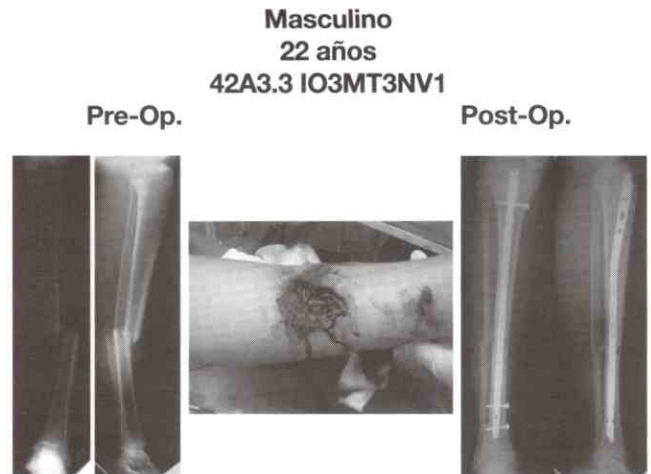 Masculino
22 años
42A3.3 IO3MT3NV1
Pre-Op.
Post-Op.